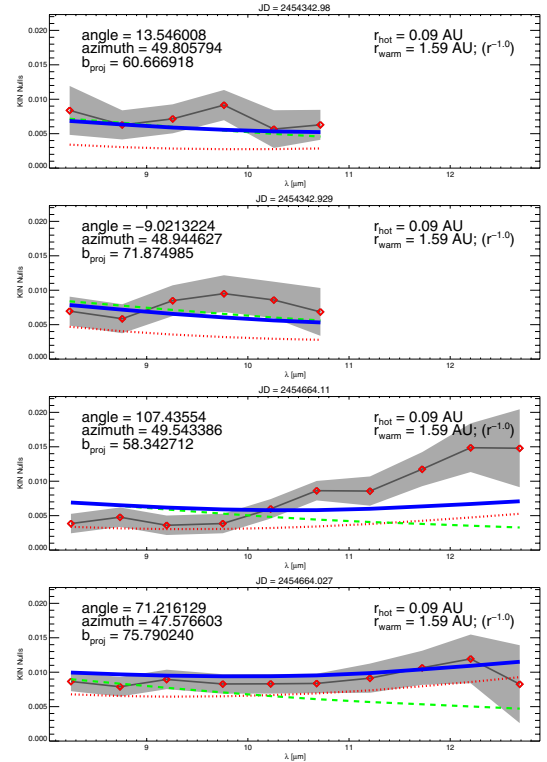 JD = 2454342.98
angle = 13.546008
azimuth = 49.805794
b_proj = 60.666918
r_hot = 0.09 AU
r_warm = 1.59 AU; (r^−1.0)
KIN Nulls
0.020
0.015
0.010
0.005
0.000
9 10 11 12
λ [μm]
JD = 2454342.929
angle = −9.0213224
azimuth = 48.944627
b_proj = 71.874985
r_hot = 0.09 AU
r_warm = 1.59 AU; (r^−1.0)
KIN Nulls
0.020
0.015
0.010
0.005
0.000
9 10 11 12
λ [μm]
JD = 2454664.11
angle = 107.43554
azimuth = 49.543386
b_proj = 58.342712
r_hot = 0.09 AU
r_warm = 1.59 AU; (r^−1.0)
KIN Nulls
0.020
0.015
0.010
0.005
0.000
9 10 11 12
λ [μm]
JD = 2454664.027
angle = 71.216129
azimuth = 47.576603
b_proj = 75.790240
r_hot = 0.09 AU
r_warm = 1.59 AU; (r^−1.0)
KIN Nulls
0.020
0.015
0.010
0.005
0.000
9 10 11 12
λ [μm]